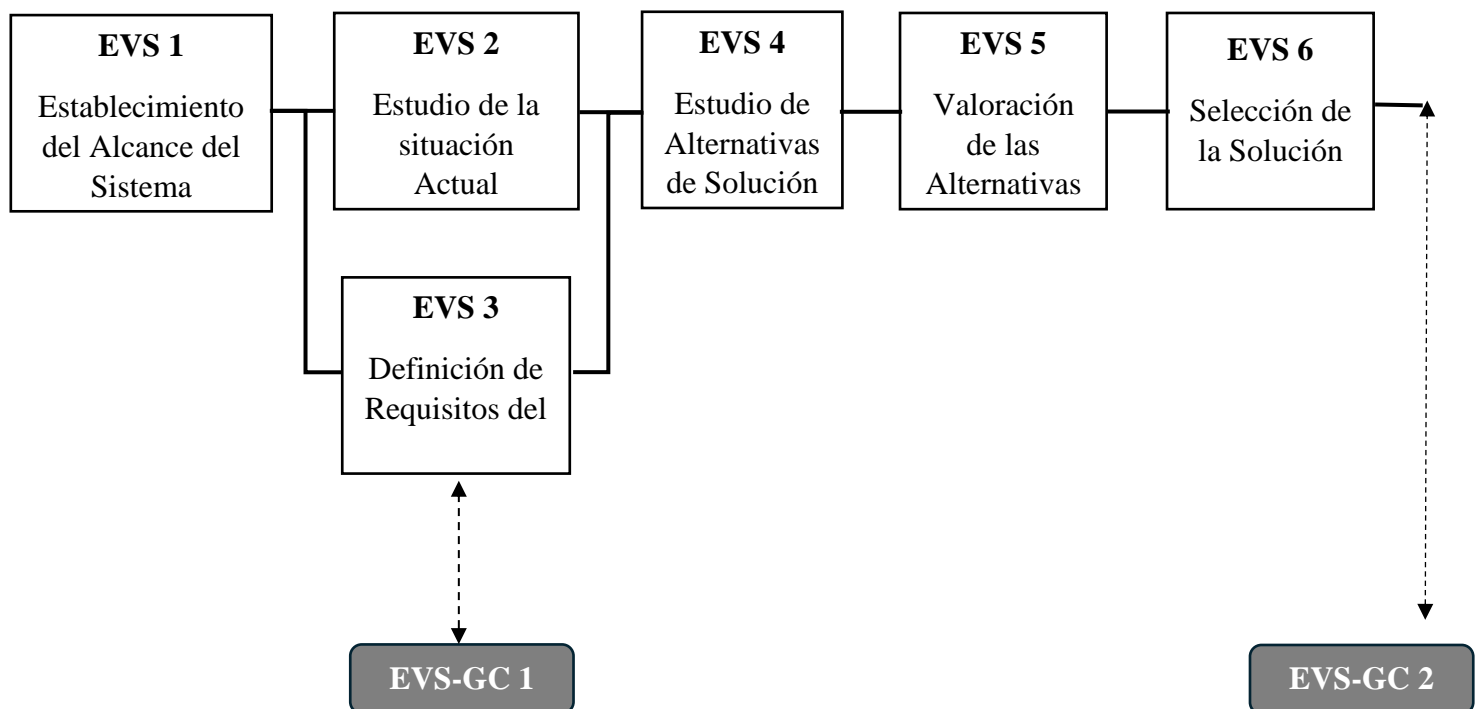 EVS 1
Establecimiento
del Alcance del
Sistema
EVS 2
Estudio de la
situación
Actual
EVS 4
Estudio de
Alternativas
de Solución
EVS 5
Valoración
de las
Alternativas
EVS 6
Selección de
la Solución
EVS 3
Definición de
Requisitos del
EVS-GC 1
EVS-GC 2